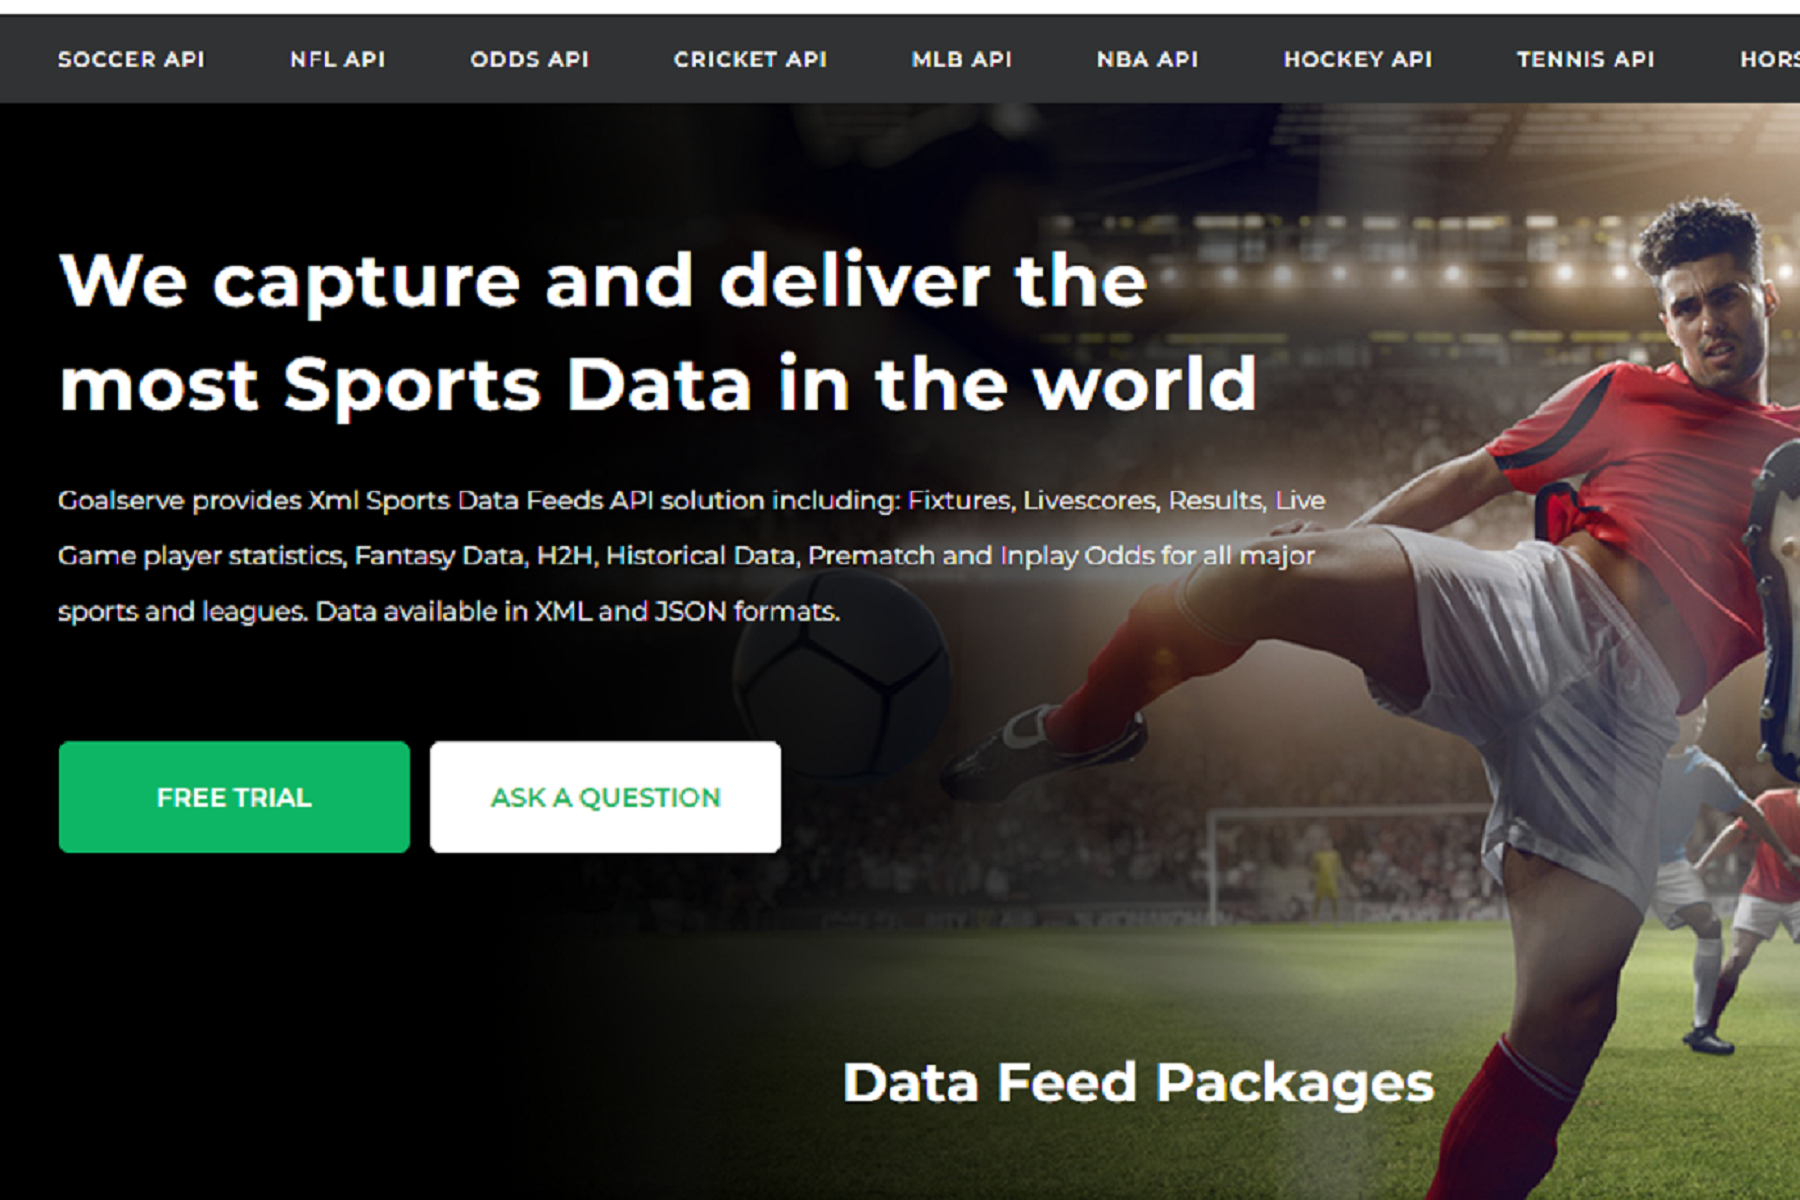 SOCCER API NFL API ODDS API CRICKET API MLB API NBA API HOCKEY API TENNIS API
We capture and deliver the
most Sports Data in the world
Goalserve provides Xml Sports Data Feeds API solution including: Fixtures, Livescores, Results, Live
Game player statistics, Fantasy Data, H2H, Historical Data, Prematch and Inplay Odds for all major
sports and leagues. Data available in XML and JSON formats.
FREE TRIAL ASK A QUESTION
Data Feed Packages